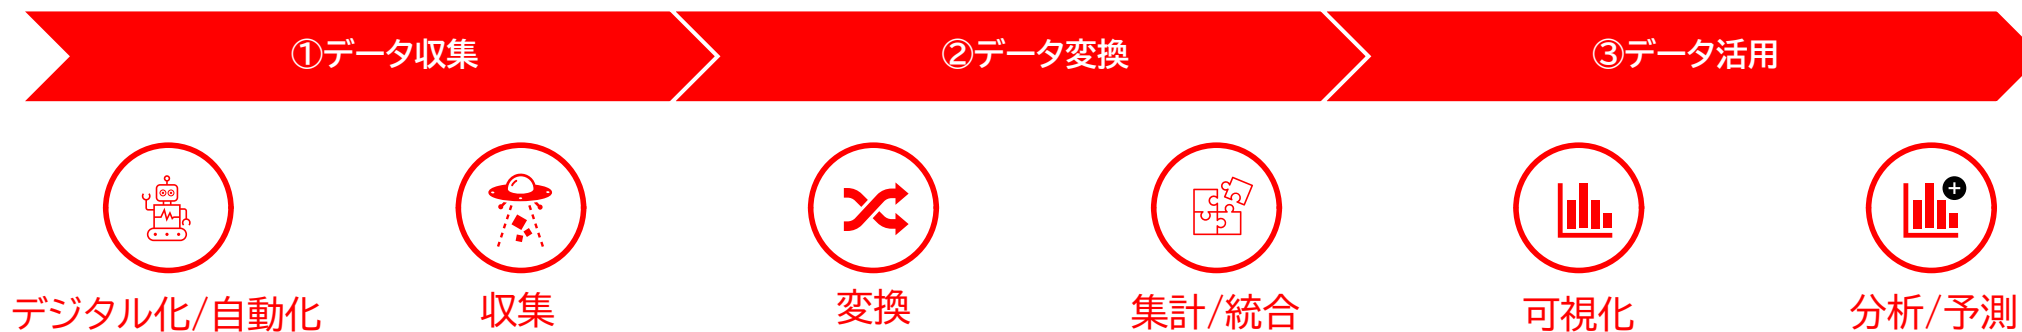 ①データ収集
②データ変換
③データ活用
デジタル化/自動化
収集
変換
集計/統合
可視化
分析/予測